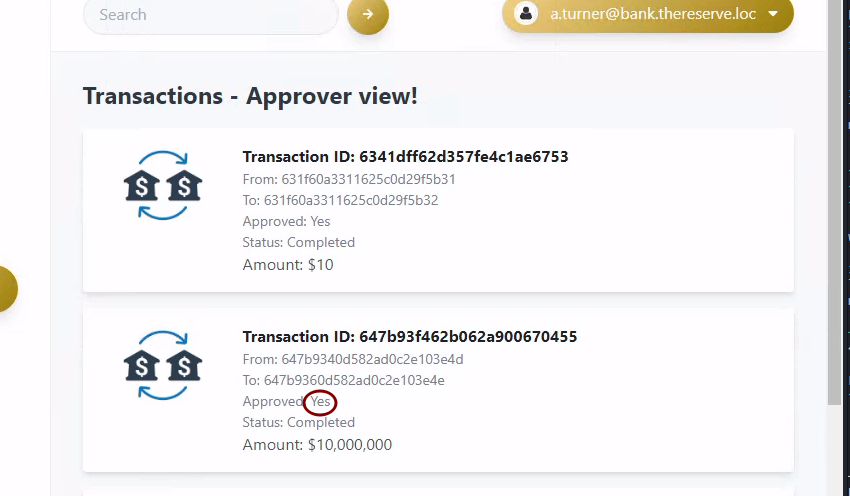 Search
a.turner@bank.thereserve.loc
Transactions - Approver view!
Transaction ID: 6341dff62d357fe4c1ae6753
From: 631f60a3311625c0d29f5b31
To: 631f60a3311625c0d29f5b32
Approved: Yes
Status: Completed
Amount: $10
Transaction ID: 647b93f462b062a900670455
From: 647b9340d582ad0c2e103e4d
To: 647b9360d582ad0c2e103e4e
Approved: Yes
Status: Completed
Amount: $10,000,000